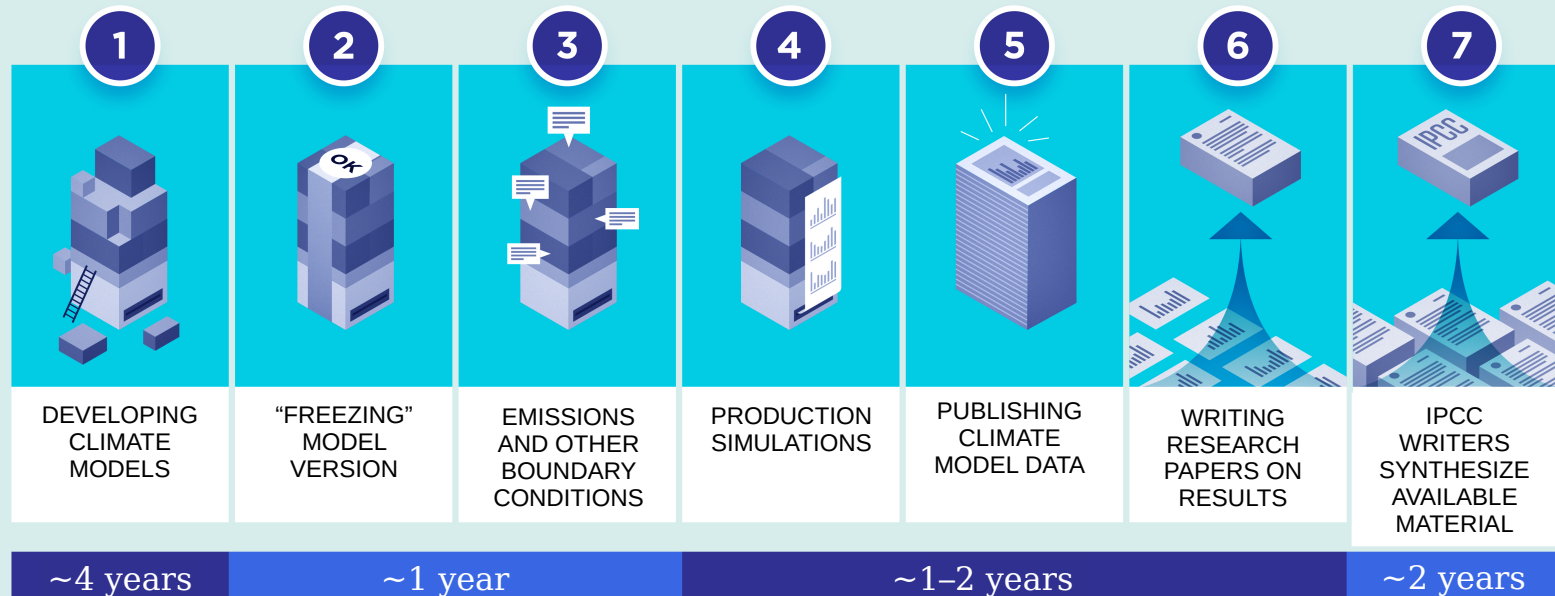 1
2
3
4
5
6
7
OK
IPCC
DEVELOPING
CLIMATE
MODELS
“FREEZING”
MODEL
VERSION
EMISSIONS
AND OTHER
BOUNDARY
CONDITIONS
PRODUCTION
SIMULATIONS
PUBLISHING
CLIMATE
MODEL DATA
WRITING
RESEARCH
PAPERS ON
RESULTS
IPCC
WRITERS
SYNTHESIZE
AVAILABLE
MATERIAL
~4 years
~1 year
~1–2 years
~2 years